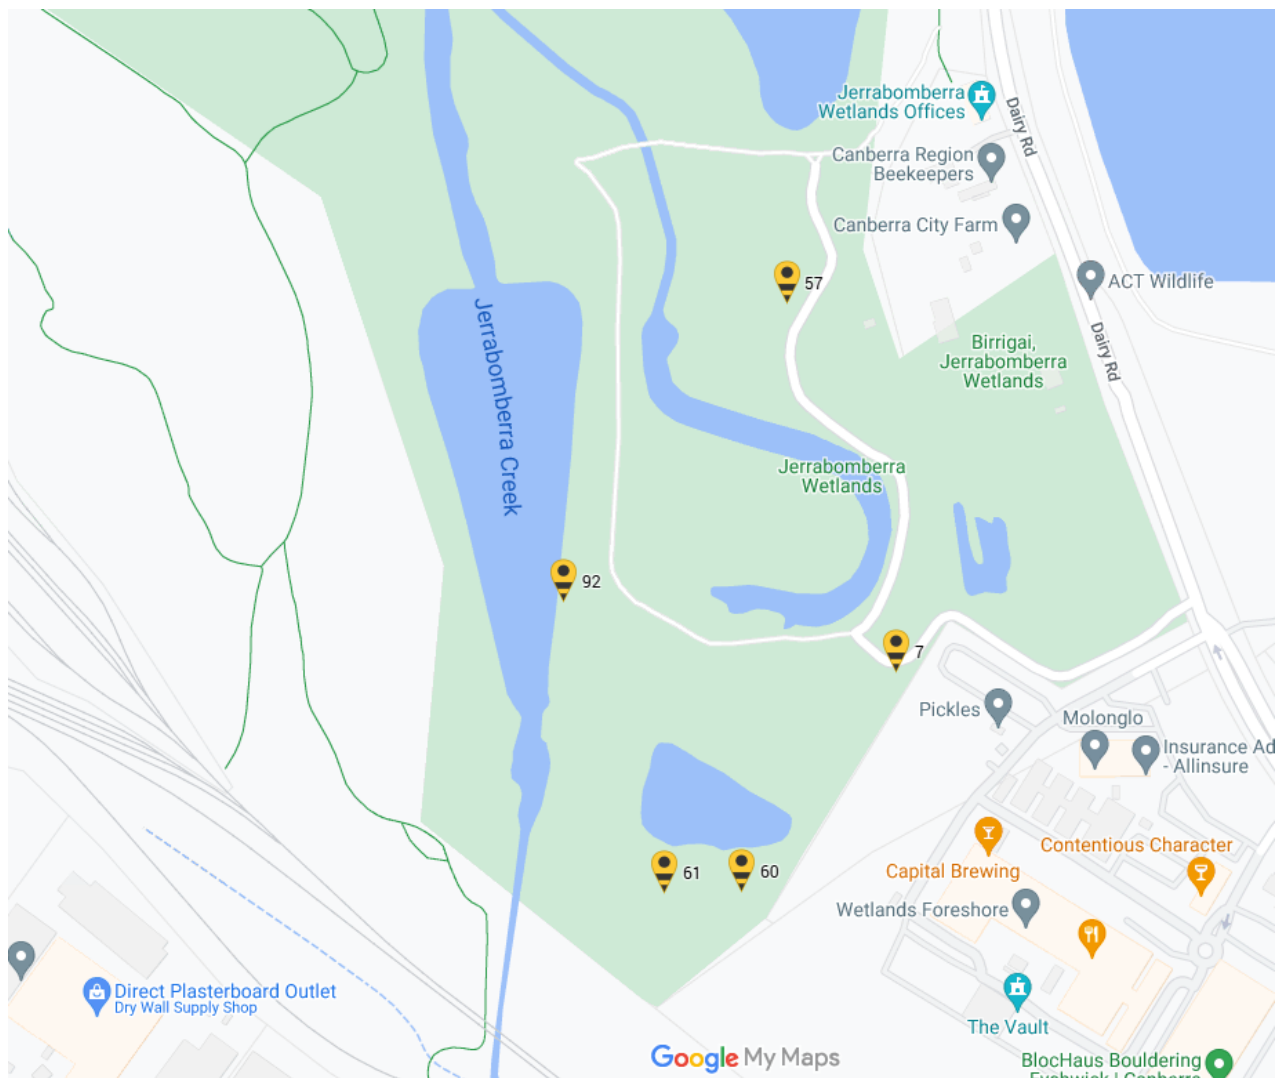 Jerrabomberra
Wetlands Offices
Dairy Rd
Canberra Region
Beekeepers
Canberra City Farm
57
ACT Wildlife
Jerrabomberra Creek
Dairy Rd
Birrigai,
Jerrabomberra
Wetlands
Jerrabomberra
Wetlands
92
7
Pickles
Molonglo
Insurance Ad
- Allinsure
61
60
Contentious Character
Capital Brewing
Wetlands Foreshore
Direct Plasterboard Outlet
Dry Wall Supply Shop
The Vault
Google My Maps
BlocHaus Bouldering